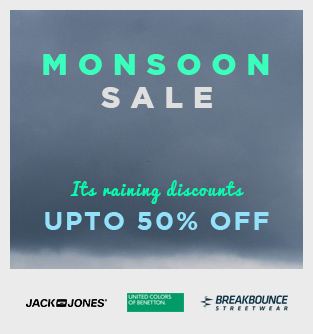 MONSOON
SALE
Its raining discounts
UPTO 50% OFF
JACK & JONES®
UNITED COLORS
OF BENETTON.
BREAKBOUNCE
STREETWEAR